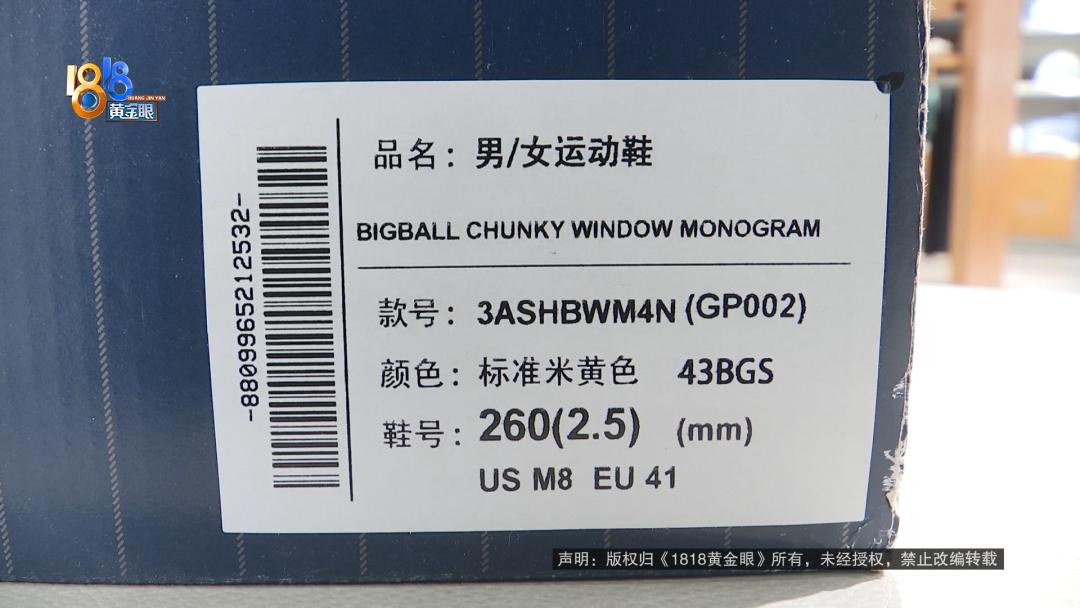 1818
HUANG JIN YAN
黄金眼
品名：男/女运动鞋
BIGBALL CHUNKY WINDOW MONOGRAM
款号：3ASHBWM4N (GP002)
颜色：标准米黄色 43BGS
鞋号：260(2.5) (mm)
US M8 EU 41
-8809965212532-
声明：版权归《1818黄金眼》所有，未经授权，禁止改编转载